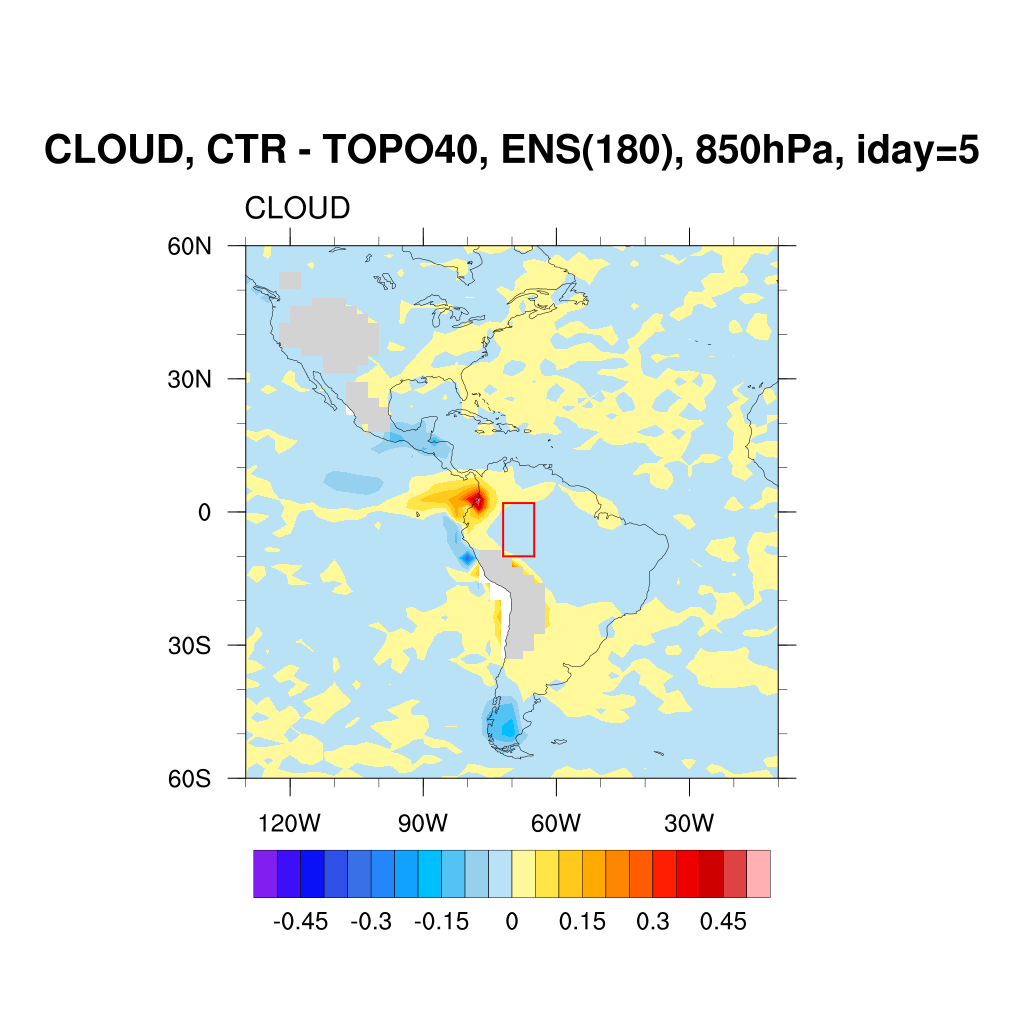 CLOUD, CTR - TOPO40, ENS(180), 850hPa, iday=5
CLOUD
60N
30N
0
30S
60S
120W 90W 60W 30W
-0.45 -0.3 -0.15 0 0.15 0.3 0.45